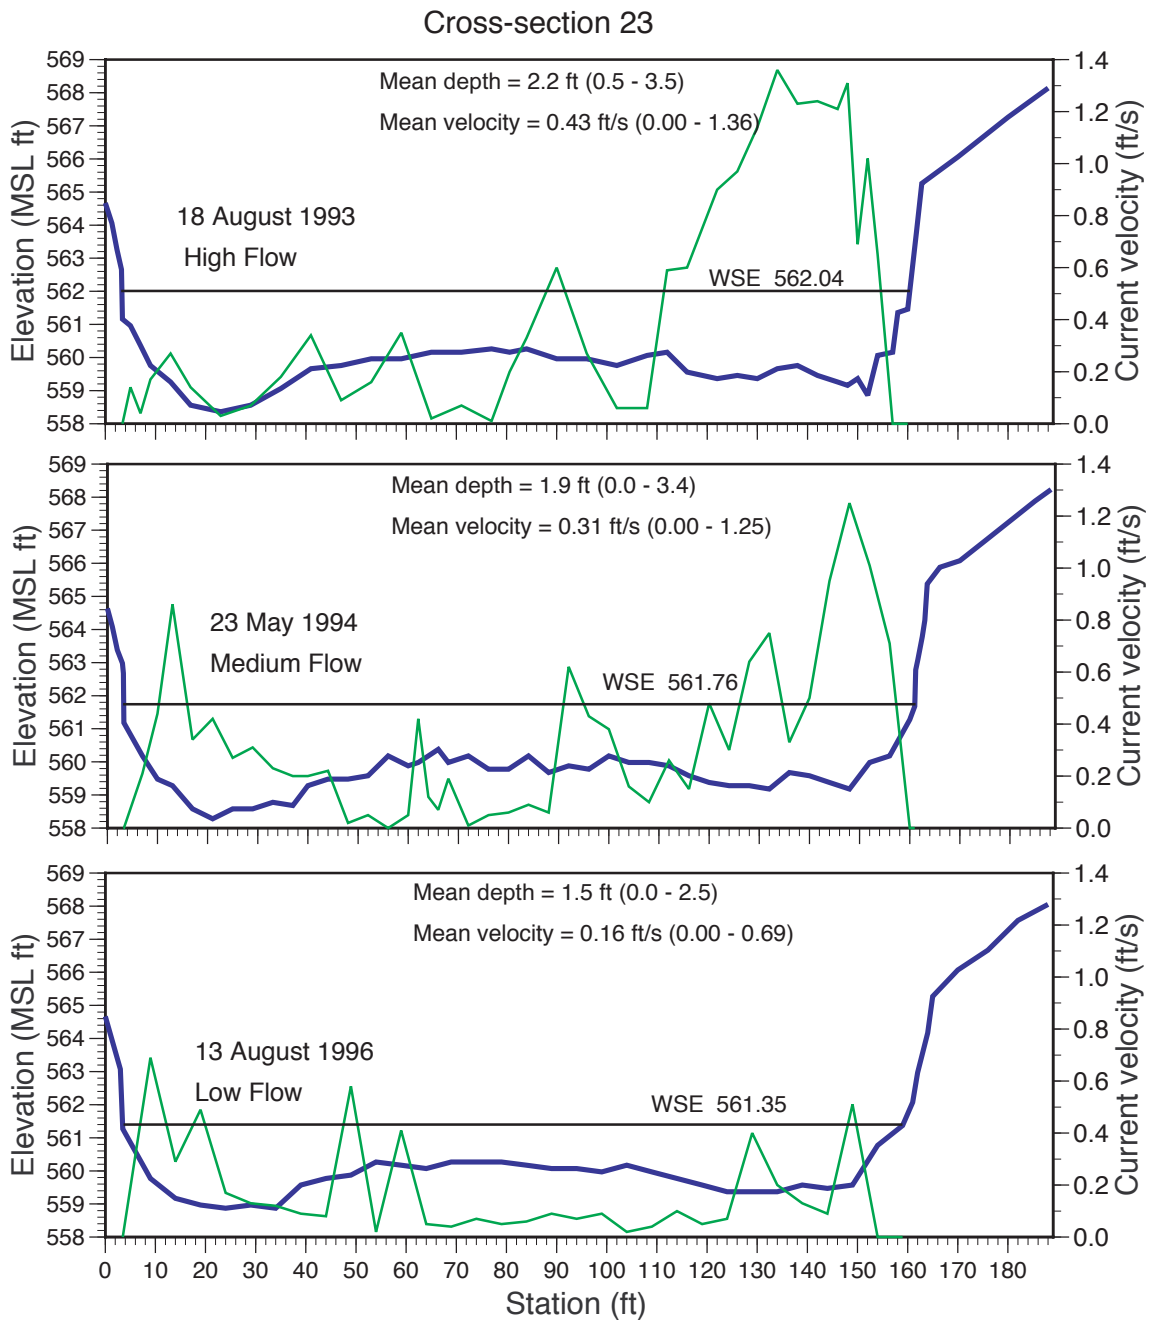 Cross-section 23
569
568
567
566
565
564
563
562
561
560
559
558
Elevation (MSL ft)
Mean depth = 2.2 ft (0.5 - 3.5)
Mean velocity = 0.43 ft/s (0.00 - 1.36)
18 August 1993
High Flow
WSE 562.04
1.4
1.2
1.0
0.8
0.6
0.4
0.2
0.0
Current velocity (ft/s)
569
568
567
566
565
564
563
562
561
560
559
558
Elevation (MSL ft)
Mean depth = 1.9 ft (0.0 - 3.4)
Mean velocity = 0.31 ft/s (0.00 - 1.25)
23 May 1994
Medium Flow
WSE 561.76
1.4
1.2
1.0
0.8
0.6
0.4
0.2
0.0
Current velocity (ft/s)
569
568
567
566
565
564
563
562
561
560
559
558
Elevation (MSL ft)
Mean depth = 1.5 ft (0.0 - 2.5)
Mean velocity = 0.16 ft/s (0.00 - 0.69)
13 August 1996
Low Flow
WSE 561.35
1.4
1.2
1.0
0.8
0.6
0.4
0.2
0.0
Current velocity (ft/s)
0 10 20 30 40 50 60 70 80 90 100 110 120 130 140 150 160 170 180
Station (ft)